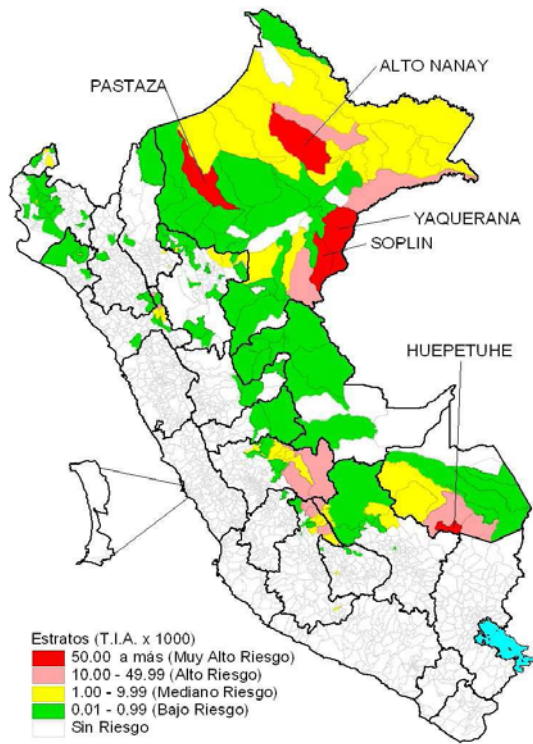 ALTO NANAY
PASTAZA
YAQUERANA
SOPLIN
HUEPETUHE
Estratos (T.I.A. x 1000)
50.00 a más (Muy Alto Riesgo)
10.00 - 49.99 (Alto Riesgo)
1.00 - 9.99 (Mediano Riesgo)
0.01 - 0.99 (Bajo Riesgo)
Sin Riesgo